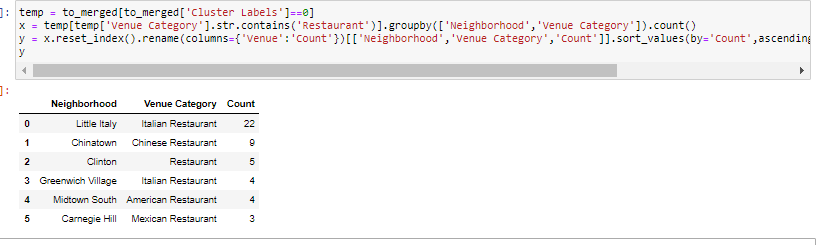 ]: temp = to_merged[to_merged['Cluster Labels']==0]
x = temp[temp['Venue Category'].str.contains('Restaurant')].groupby(['Neighborhood','Venue Category']).count()
y = x.reset_index().rename(columns={'Venue':'Count'})[['Neighborhood','Venue Category','Count']].sort_values(by='Count',ascending
y
]:
Neighborhood Venue Category Count
0 Little Italy Italian Restaurant 22
1 Chinatown Chinese Restaurant 9
2 Clinton Restaurant 5
3 Greenwich Village Italian Restaurant 4
4 Midtown South American Restaurant 4
5 Carnegie Hill Mexican Restaurant 3